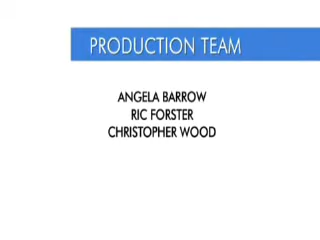 PRODUCTION TEAM
ANGELA BARROW
RIC FORSTER
CHRISTOPHER WOOD